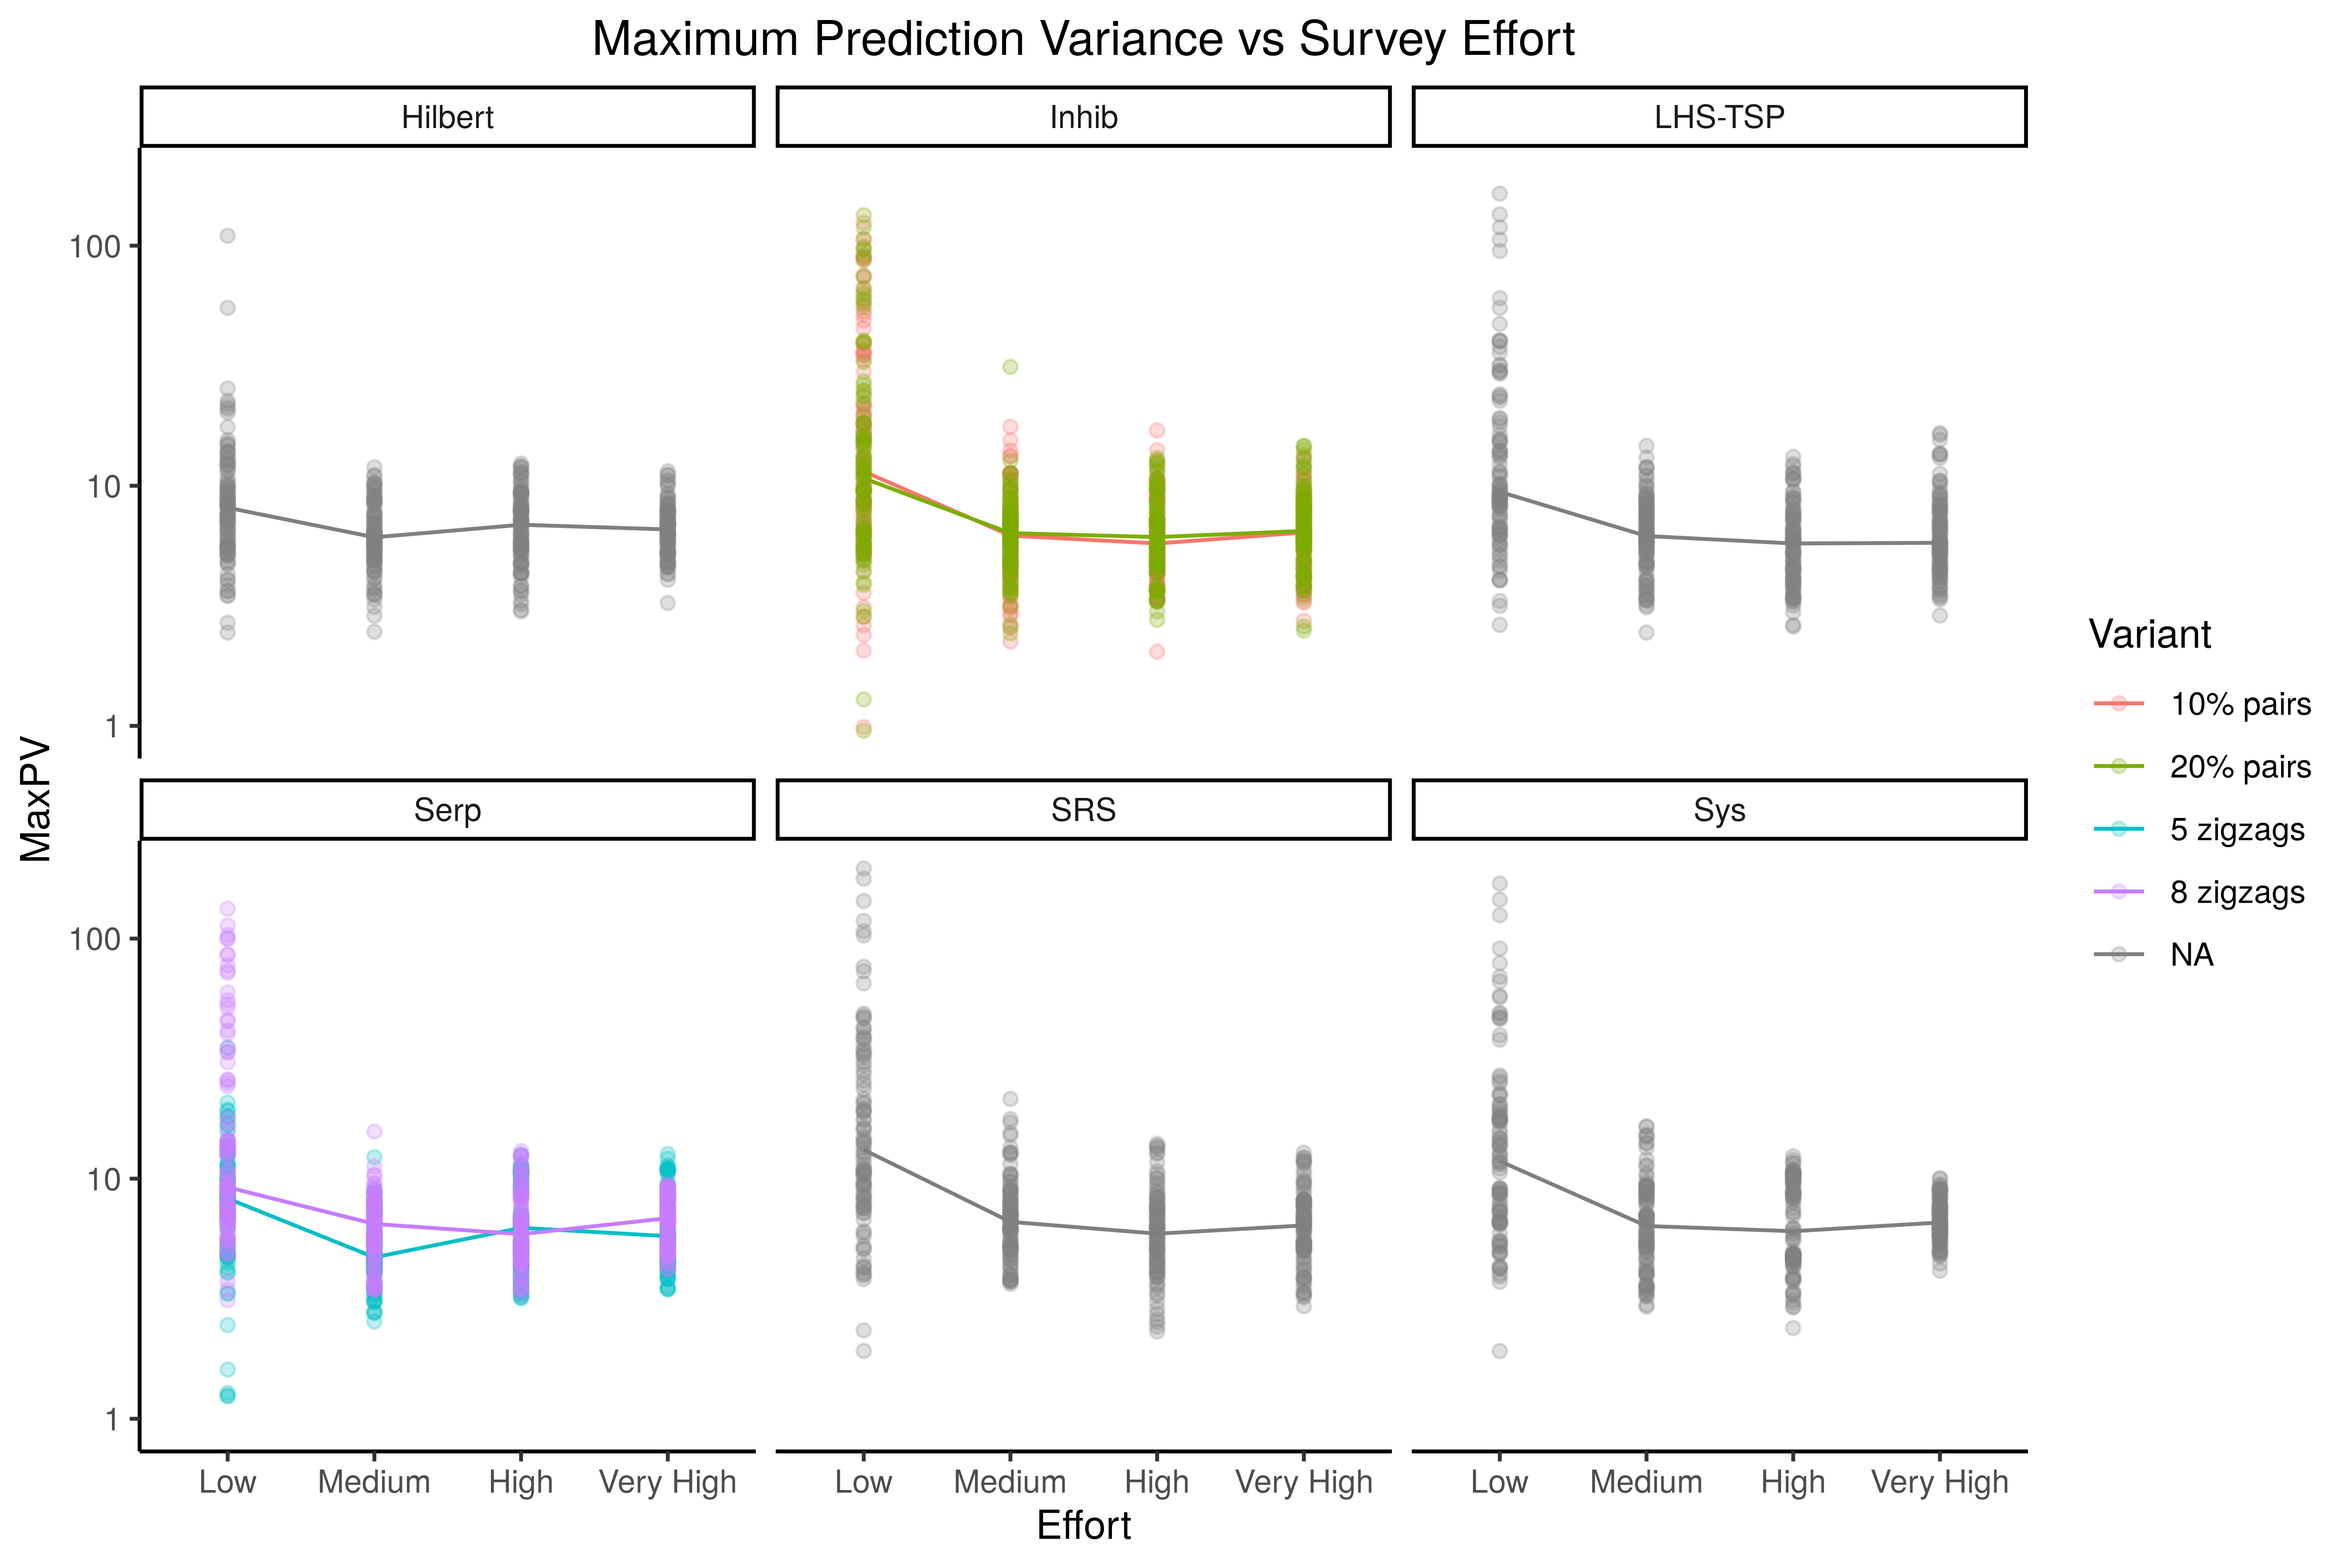 Maximum Prediction Variance vs Survey Effort
Hilbert
Inhib
LHS-TSP
100
10
1
Serp
SRS
Sys
100
10
1
MaxPV
Low Medium High Very High
Low Medium High Very High
Low Medium High Very High
Effort
Variant
10% pairs
20% pairs
5 zigzags
8 zigzags
NA